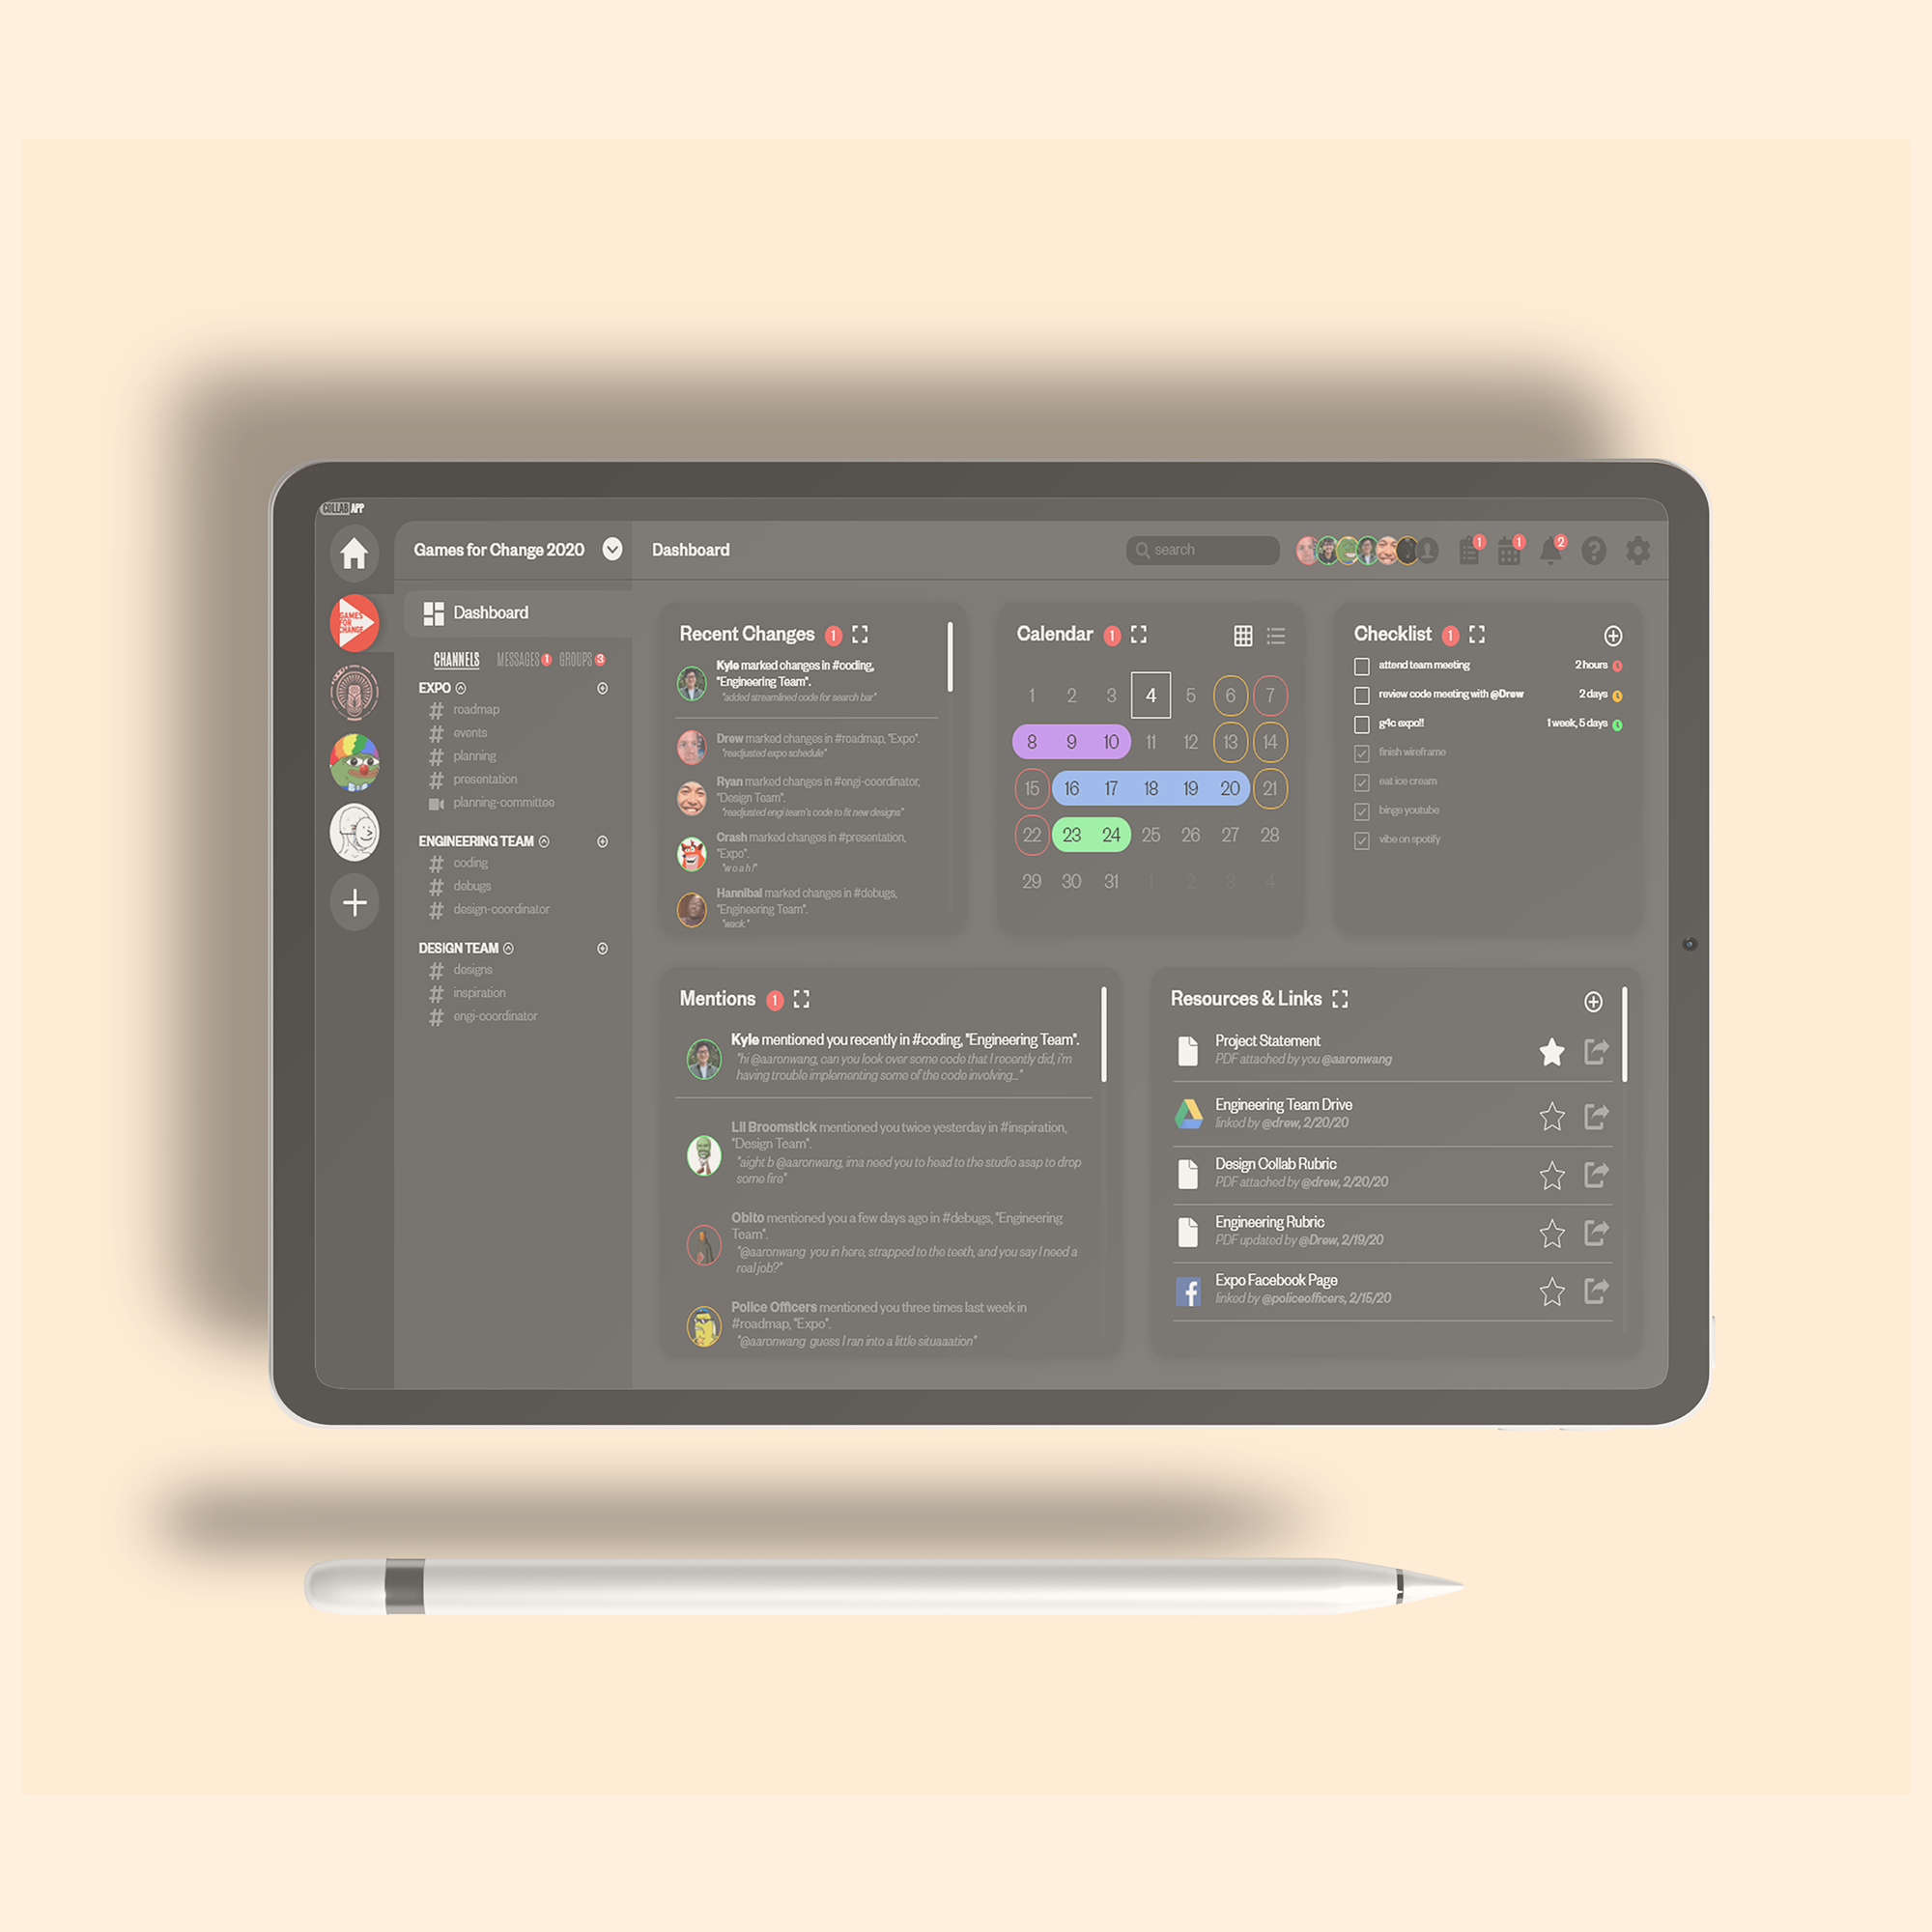 COLLAB APP
Games for Change 2020
Dashboard
search
1
1
2
GAMES
FOR
CHANGE
Dashboard
CHANNELS MESSAGES 1 GROUPS 3
EXPO
# roadmap
# events
# planning
# presentation
planning-committee
ENGINEERING TEAM
# coding
# debugs
# design-coordinator
DESIGN TEAM
# designs
# inspiration
# engi-coordinator
Recent Changes 1
Kyle marked changes in #coding,
"Engineering Team".
"added streamlined code for search bar"
Drew marked changes in #roadmap, "Expo".
"readjusted expo schedule"
Ryan marked changes in #engi-coordinator,
"Design Team".
"readjusted engi team's code to fit new designs"
Crash marked changes in #presentation,
"Expo".
"w o a h !"
Hannibal marked changes in #debugs,
"Engineering Team".
"wack."
Calendar 1
1 2 3 4 5 6 7
8 9 10 11 12 13 14
15 16 17 18 19 20 21
22 23 24 25 26 27 28
29 30 31 1 2 3 4
Checklist 1
attend team meeting 2 hours
review code meeting with @Drew 2 days
g4c expo!! 1 week, 5 days
finish wireframe
eat ice cream
binge youtube
vibe on spotify
Mentions 1
Kyle mentioned you recently in #coding, "Engineering Team".
"hi @aaronwang, can you look over some code that I recently did, i'm
having trouble implementing some of the code involving..."
Lil Broomstick mentioned you twice yesterday in #inspiration,
"Design Team".
"aight b @aaronwang, ima need you to head to the studio asap to drop
some fire"
Obito mentioned you a few days ago in #debugs, "Engineering
Team".
"@aaronwang you in here, strapped to the teeth, and you say I need a
real job?"
Police Officers mentioned you three times last week in
#roadmap, "Expo".
"@aaronwang guess I ran into a little situaaation"
Resources & Links
Project Statement
PDF attached by you @aaronwang
Engineering Team Drive
linked by @drew, 2/20/20
Design Collab Rubric
PDF attached by @drew, 2/20/20
Engineering Rubric
PDF updated by @Drew, 2/19/20
Expo Facebook Page
linked by @policeofficers, 2/15/20